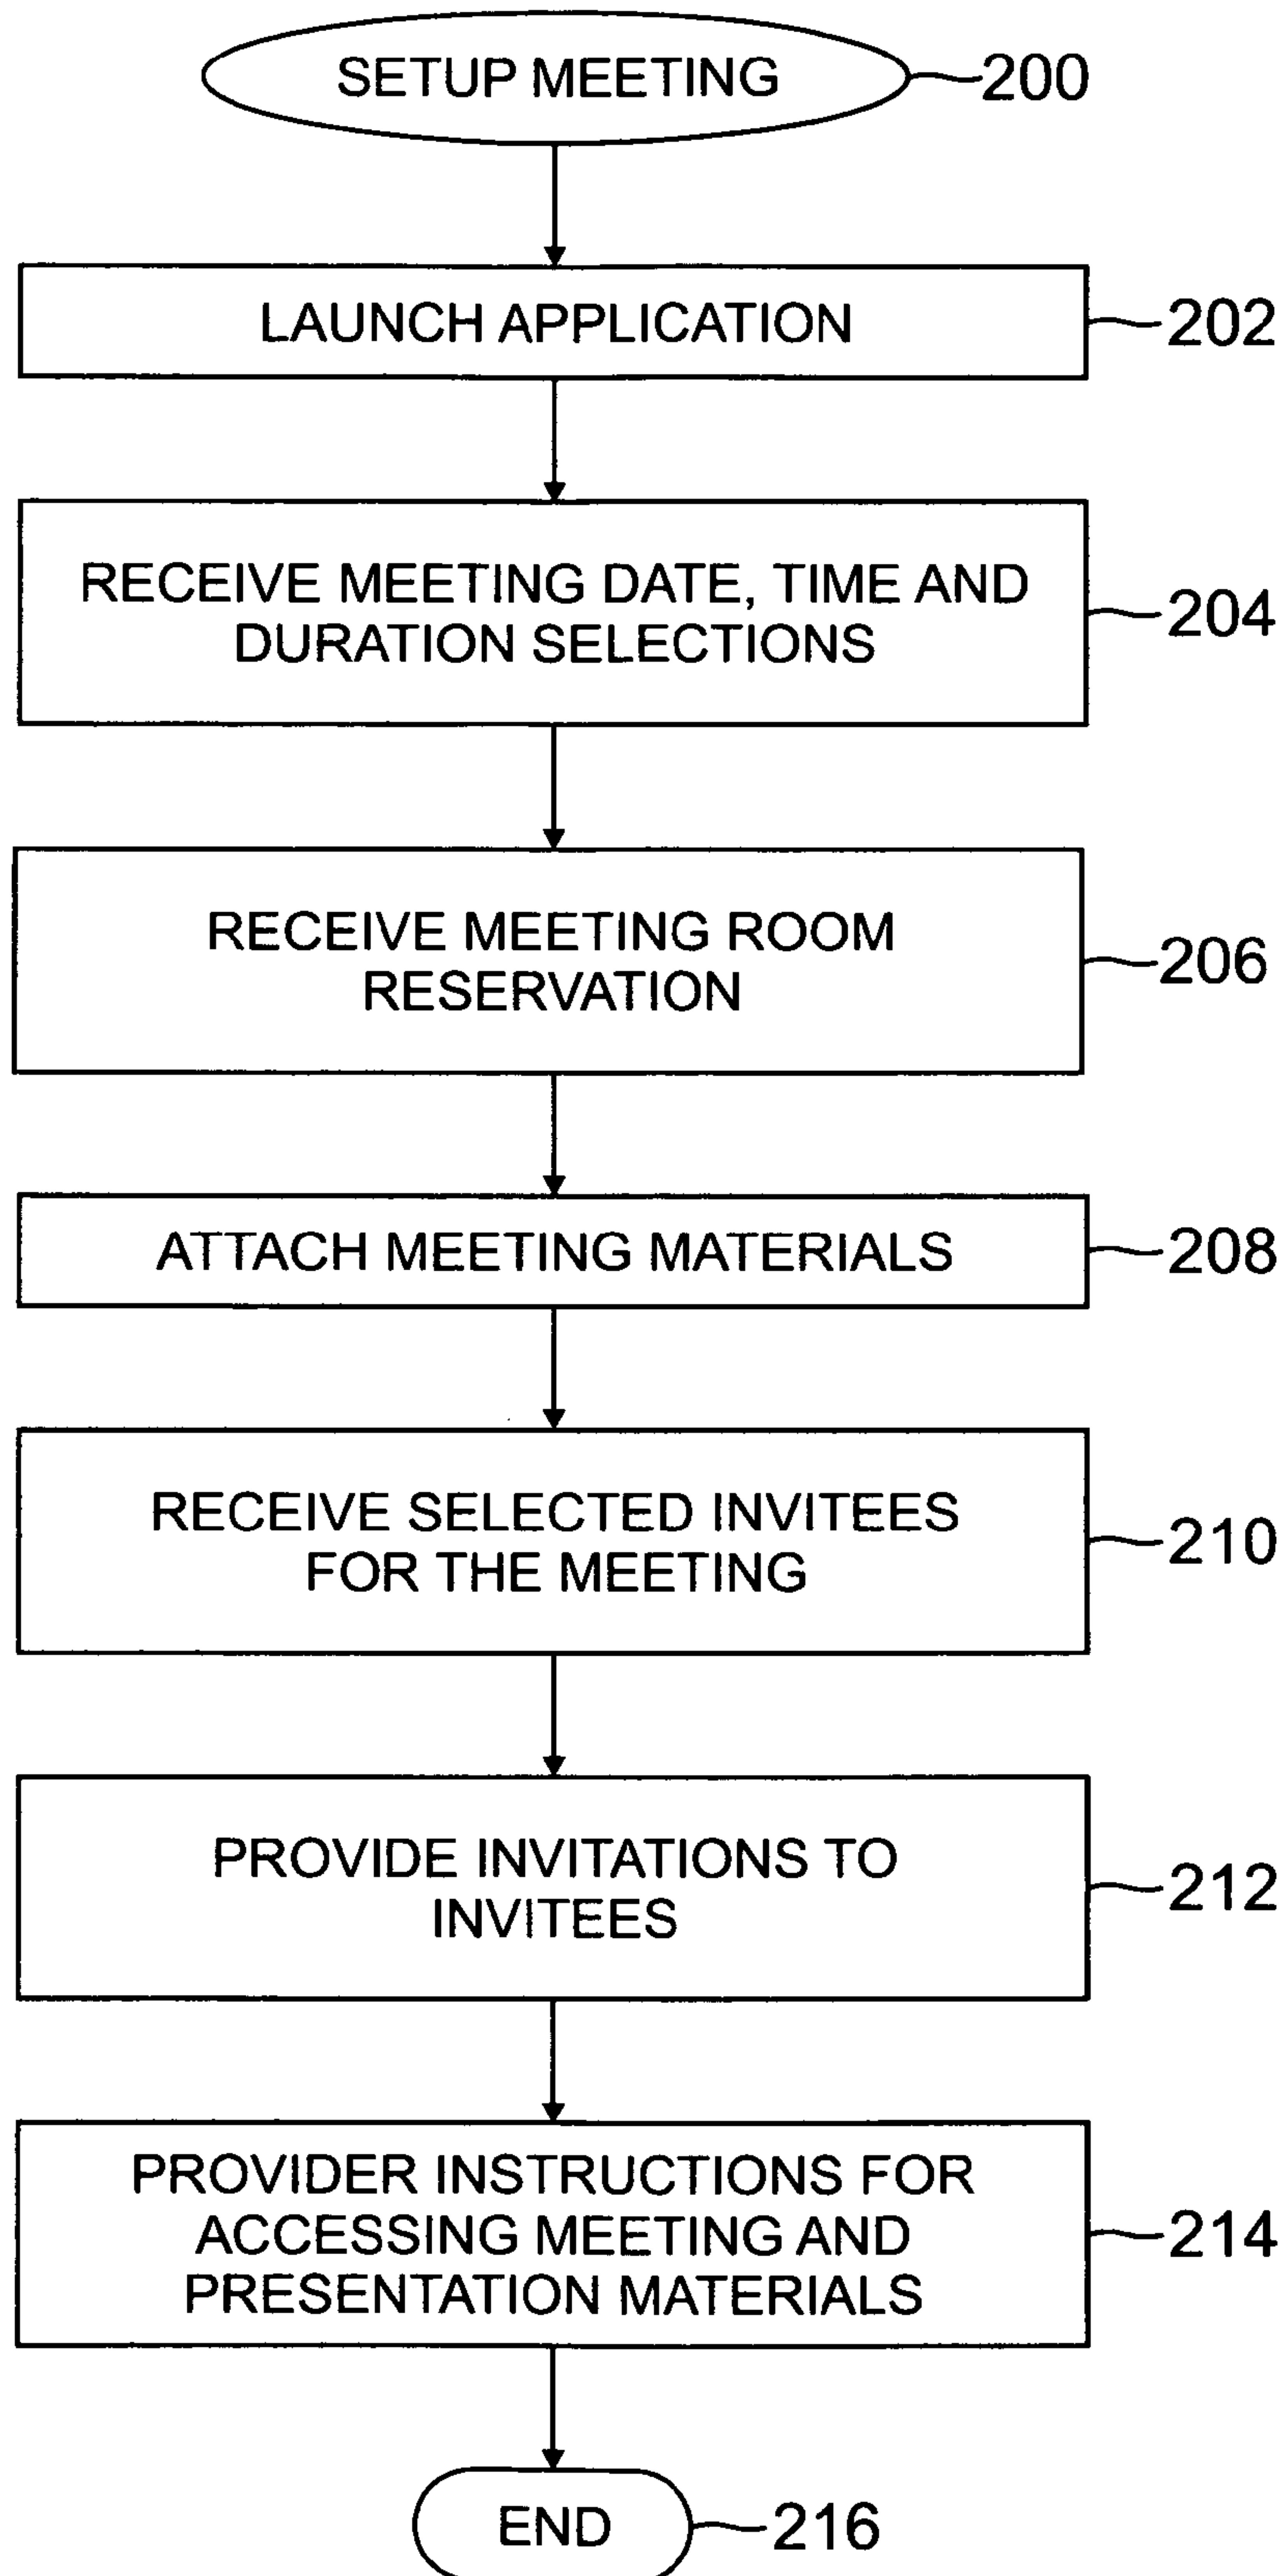 SETUP MEETING
200
LAUNCH APPLICATION
202
RECEIVE MEETING DATE, TIME AND
DURATION SELECTIONS
204
RECEIVE MEETING ROOM
RESERVATION
206
ATTACH MEETING MATERIALS
208
RECEIVE SELECTED INVITEES
FOR THE MEETING
210
PROVIDE INVITATIONS TO
INVITEES
212
PROVIDER INSTRUCTIONS FOR
ACCESSING MEETING AND
PRESENTATION MATERIALS
214
END
216